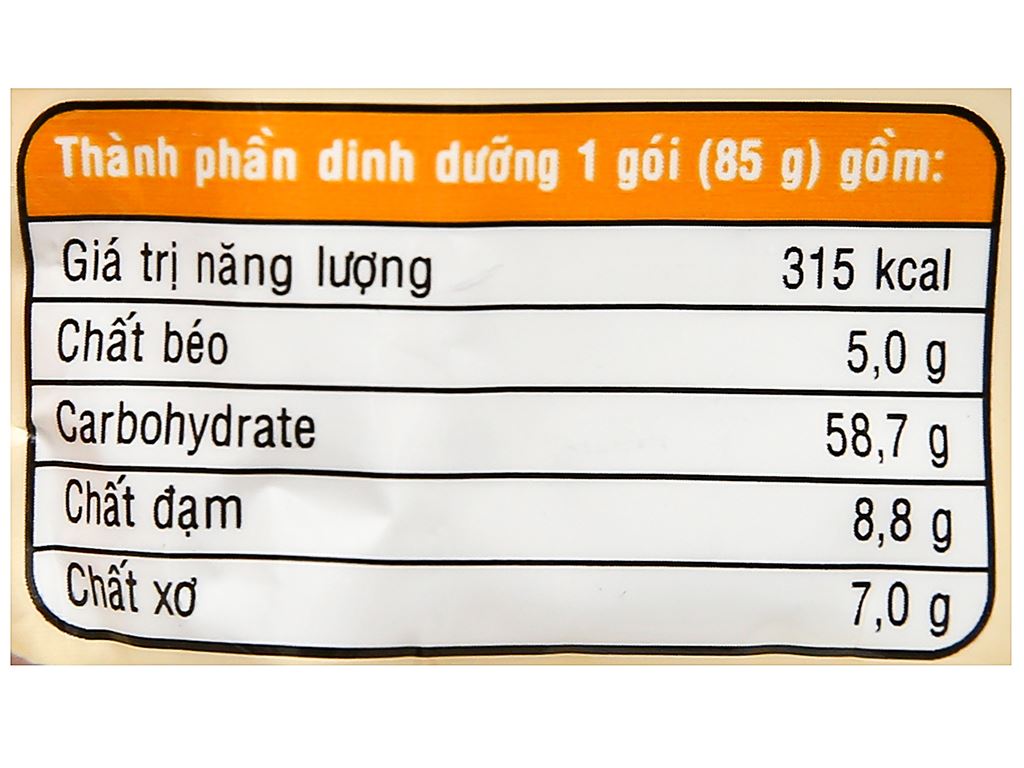 Thành phần dinh dưỡng 1 gói (85 g) gồm:
Giá trị năng lượng 315 kcal
Chất béo 5,0 g
Carbohydrate 58,7 g
Chất đạm 8,8 g
Chất xơ 7,0 g